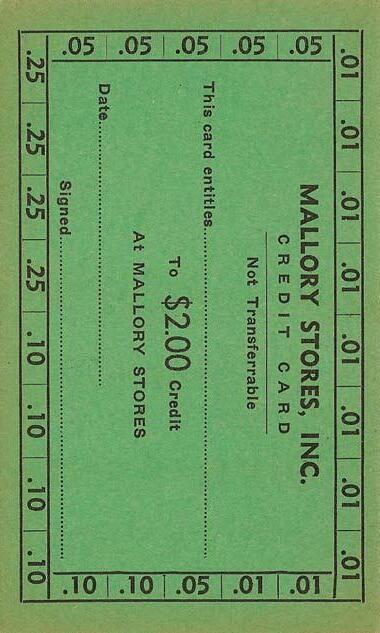 .01 .01 .01 .01 .01 .01 .01 .01
MALLORY STORES, INC.
CREDIT CARD
Not Transferrable
This card entitles
To $2.00 Credit
At MALLORY STORES
Date
Signed
.05 .05 .05 .05 .05
.10 .10 .05 .01 .01
.25 .25 .25 .25 .10 .10 .10 .10